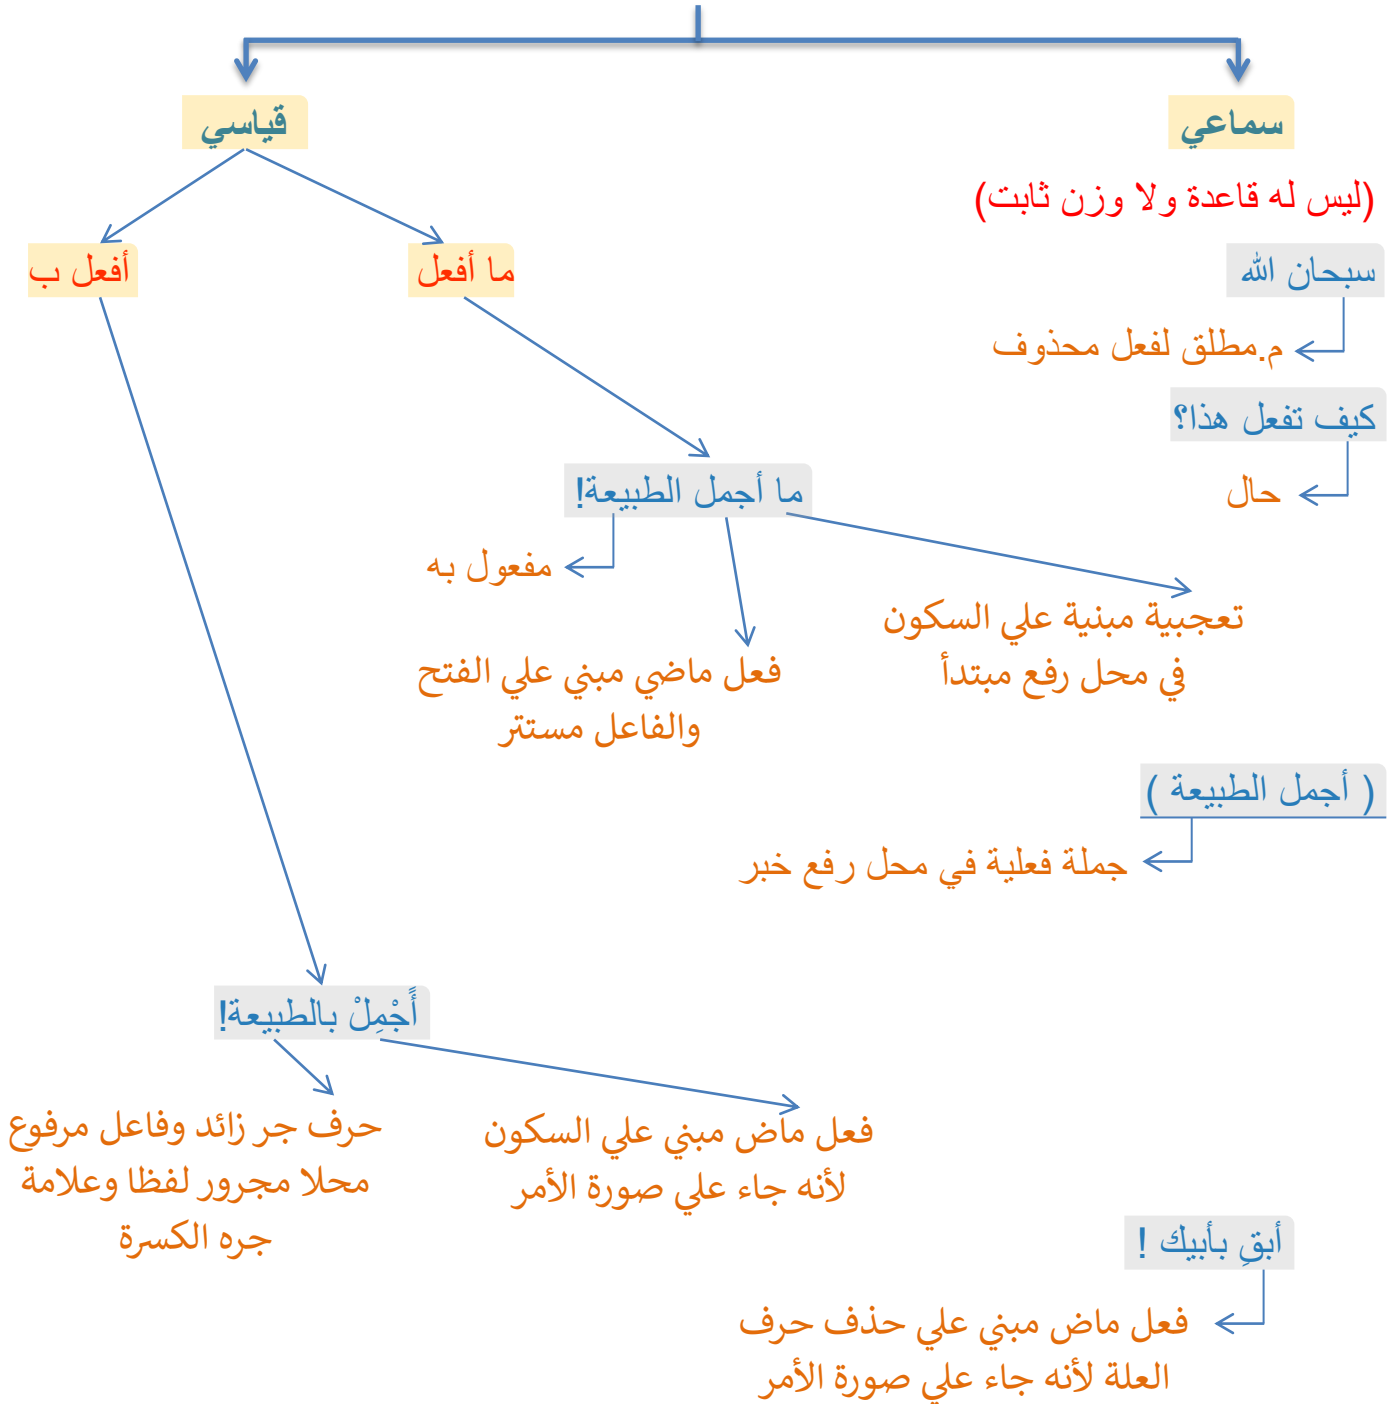 سماعي
قياسي
(ليس له قاعدة ولا وزن ثابت)
سبحان الله
م.مطلق لفعل محذوف
كيف تفعل هذا؟
حال
ما أفعل
أفعل ب
ما أجمل الطبيعة!
مفعول به
تعجبية مبنية علي السكون
في محل رفع مبتدأ
فعل ماضي مبني علي الفتح
والفاعل مستتر
( أجمل الطبيعة )
جملة فعلية في محل رفع خبر
أًجْمِلْ بالطبيعة!
فعل ماض مبني علي السكون
لأنه جاء علي صورة الأمر
حرف جر زائد وفاعل مرفوع
محلا مجرور لفظا وعلامة
جره الكسرة
أبقِ بأبيك !
فعل ماض مبني علي حذف حرف
العلة لأنه جاء علي صورة الأمر